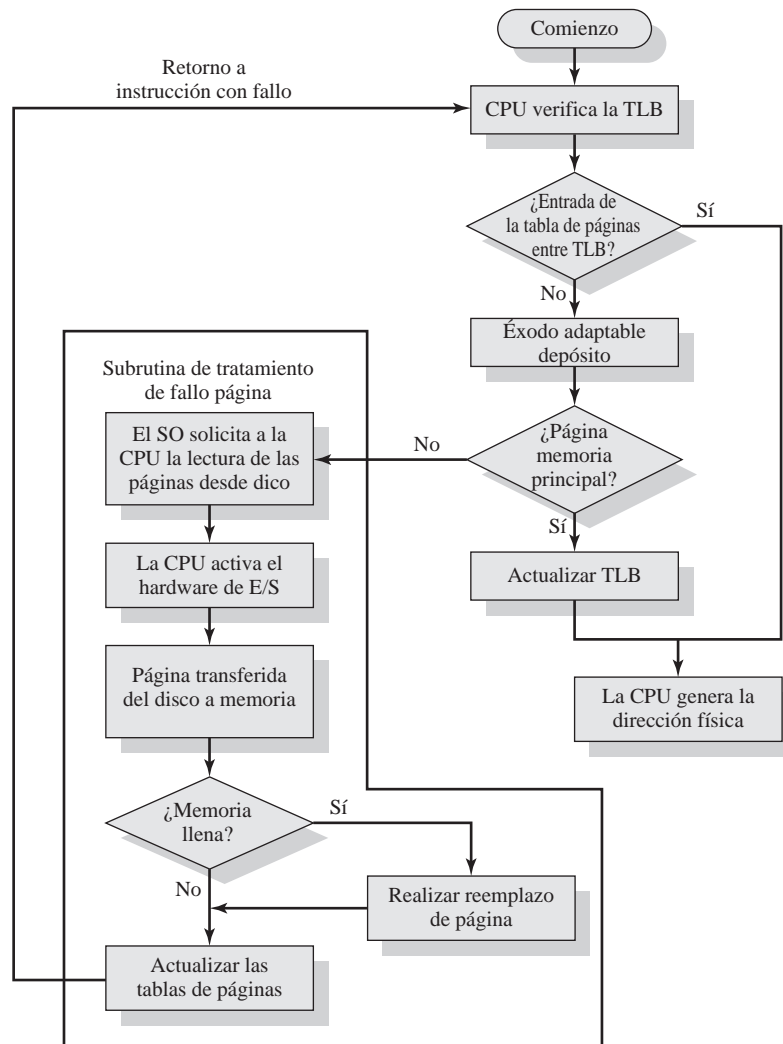 Comienzo
Retorno a
instrucción con fallo
CPU verifica la TLB
¿Entrada de
la tabla de páginas
entre TLB?
Sí
No
Éxodo adaptable
depósito
Subrutina de tratamiento
de fallo página
El SO solicita a la
CPU la lectura de las
páginas desde dico
No
¿Página
memoria
principal?
Sí
La CPU activa el
hardware de E/S
Actualizar TLB
Página transferida
del disco a memoria
La CPU genera la
dirección física
¿Memoria
llena?
Sí
No
Realizar reemplazo
de página
Actualizar las
tablas de páginas